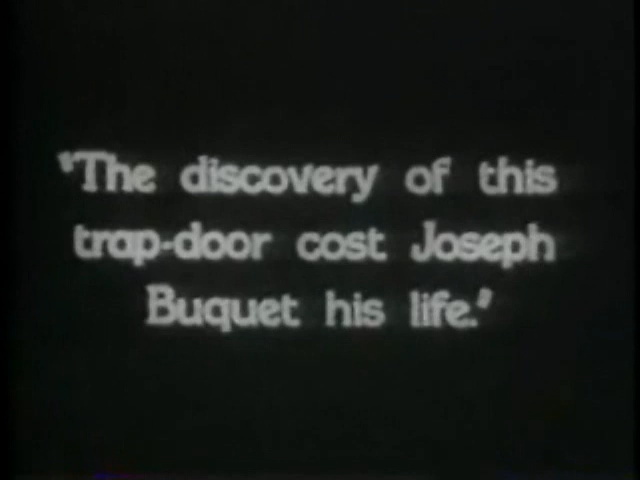 "The discovery of this
trap-door cost Joseph
Buquet his life."